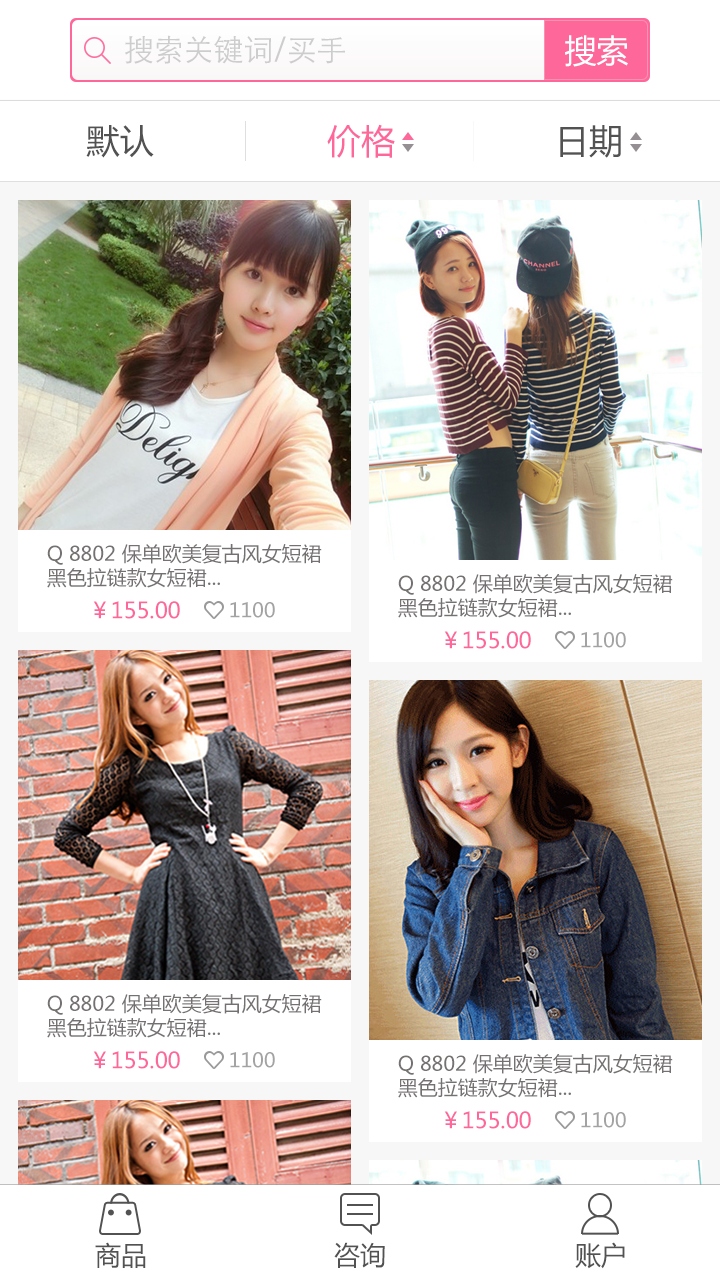 搜索关键词/买手
搜索
默认
价格
日期
Delig
99
CHANNEL
Q 8802 保单欧美复古风女短裙
黑色拉链款女短裙...
¥155.00 1100
Q 8802 保单欧美复古风女短裙
黑色拉链款女短裙...
¥155.00 1100
Q 8802 保单欧美复古风女短裙
黑色拉链款女短裙...
¥155.00 1100
Q 8802 保单欧美复古风女短裙
黑色拉链款女短裙...
¥155.00 1100
商品
咨询
账户